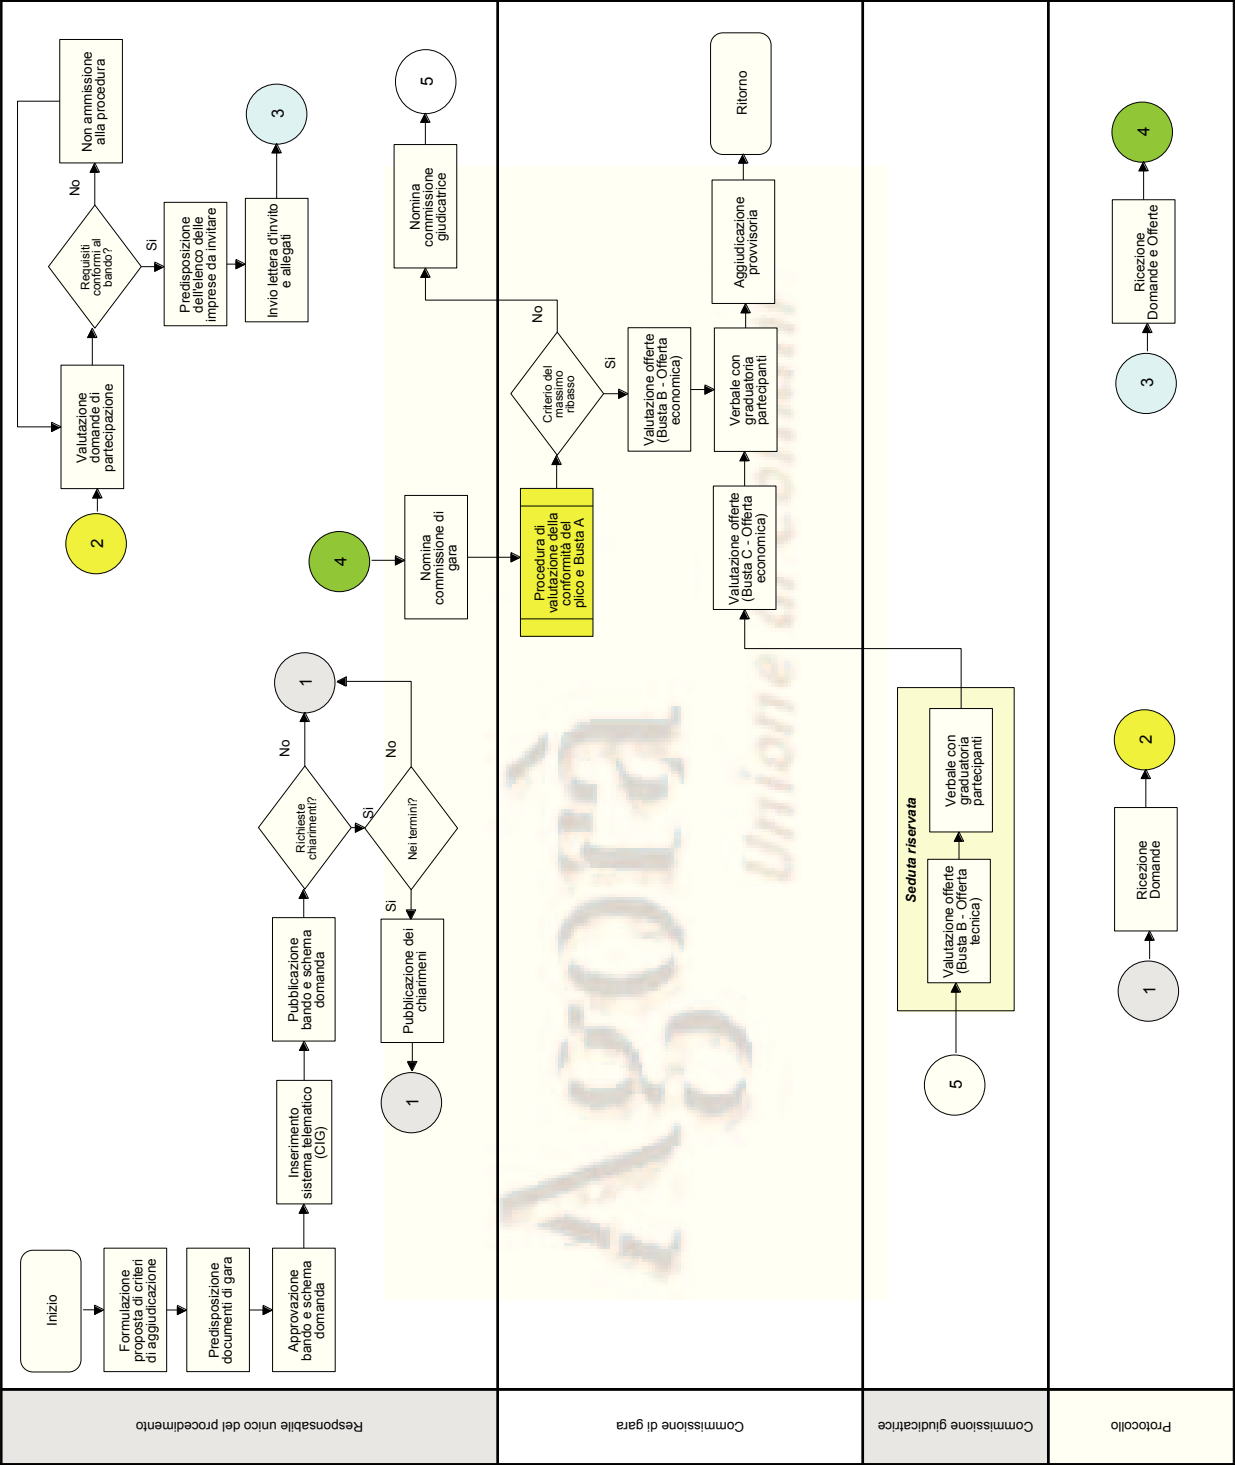 Responsabile unico del procedimento
Inizio
Formulazione
proposta di criteri
di aggiudicazione
Predisposizione
documenti di gara
Approvazione
bando e schema
domanda
Inserimento
sistema telematico
(CIG)
Pubblicazione
bando e schema
domanda
Richieste
chiarimenti?
No
1
Si
Nei termini?
No
Si
Pubblicazione dei
chiarimeni
1
2
Valutazione
domande di
partecipazione
Requisiti
conformi al
bando?
No
Non ammissione
alla procedura
Si
Predisposizione
dell'elenco delle
imprese da invitare
Invio lettera d'invito
e allegati
3
4
Nomina
commissione di
gara
Nomina
commissione
giudicatrice
5
Commissione di gara
Procedura di
valutazione della
conformità del
plico e Busta A
Criterio del
massimo
ribasso
No
Si
Valutazione offerte
(Busta B - Offerta
economica)
Valutazione offerte
(Busta C - Offerta
economica)
Verbale con
graduatoria
partecipanti
Aggiudicazione
provvisoria
Ritorno
Agorà
Unione di Comuni
Commissione giudicatrice
5
Seduta riservata
Valutazione offerte
(Busta B - Offerta
tecnica)
Verbale con
graduatoria
partecipanti
Protocollo
1
Ricezione
Domande
2
3
Ricezione
Domande e Offerte
4